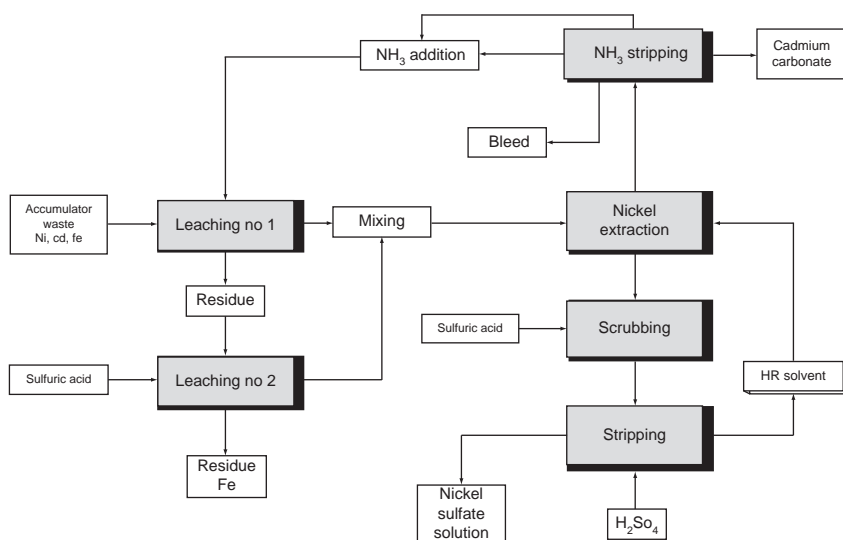 NH₃ addition
NH₃ stripping
Cadmium
carbonate
Bleed
Accumulator
waste
Ni, cd, fe
Leaching no 1
Mixing
Nickel
extraction
Residue
Sulfuric acid
Scrubbing
Sulfuric acid
Leaching no 2
HR solvent
Stripping
Residue
Fe
Nickel
sulfate
solution
H₂So₄